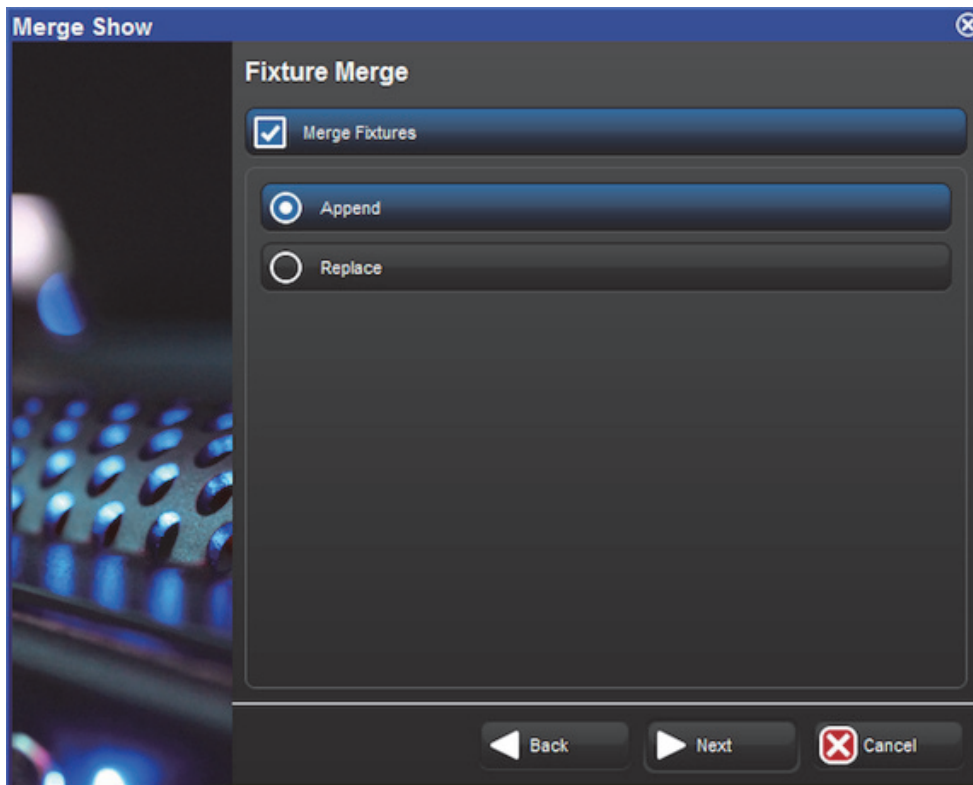 Merge Show
Fixture Merge
Merge Fixtures
Append
Replace
Back
Next
Cancel